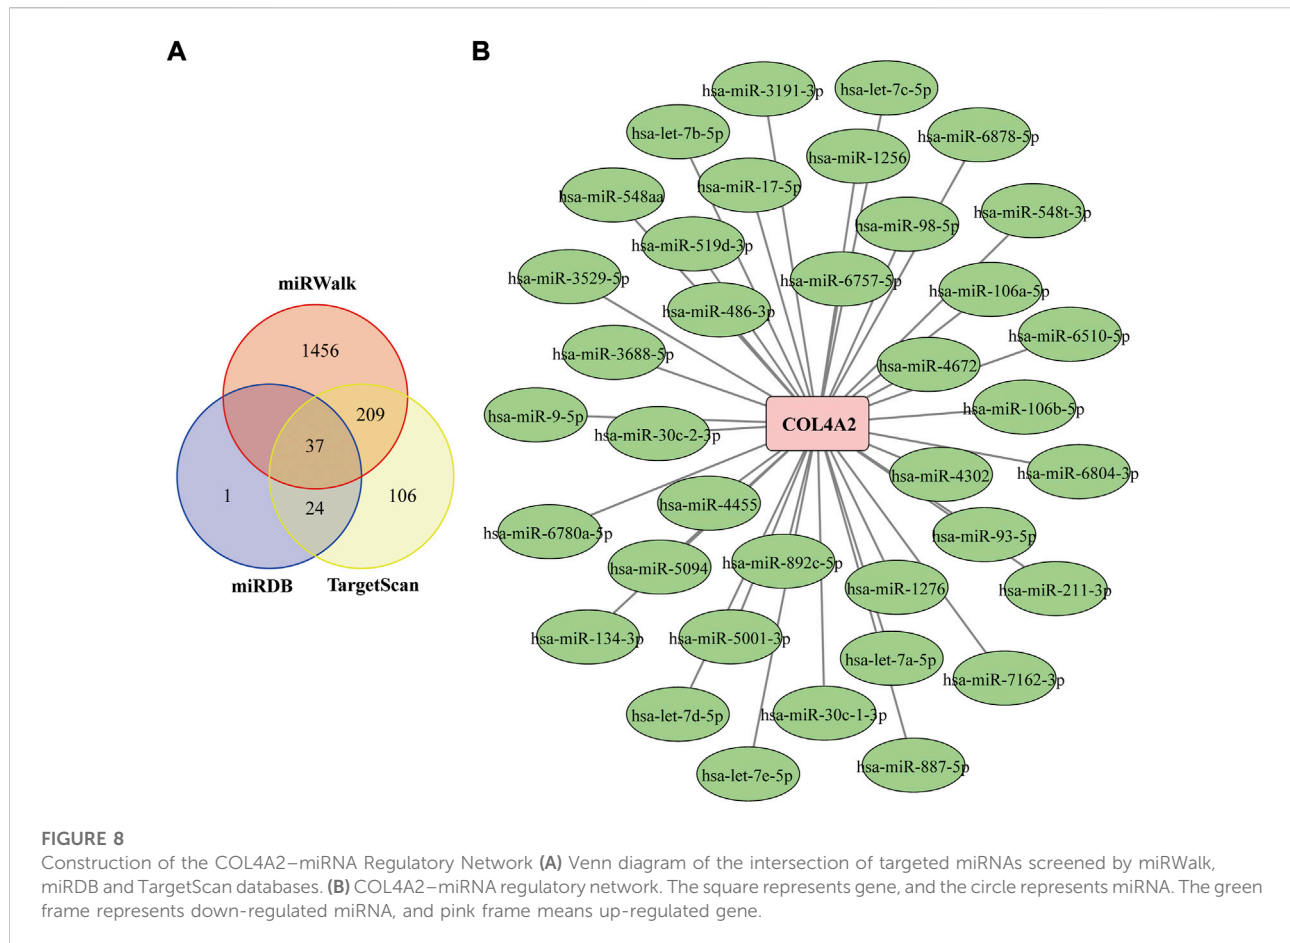 A
B
hsa-miR-3191-3p
hsa-let-7c-5p
hsa-let-7b-5p
hsa-miR-6878-5p
hsa-miR-1256
hsa-miR-17-5p
hsa-miR-548aa
hsa-miR-548t-3p
hsa-miR-98-5p
hsa-miR-519d-3p
hsa-miR-3529-5p
hsa-miR-6757-5p
miRWalk
hsa-miR-106a-5p
hsa-miR-486-3p
hsa-miR-6510-5p
1456
hsa-miR-3688-5p
hsa-miR-4672
hsa-miR-106b-5p
209
hsa-miR-9-5p
COL4A2
hsa-miR-30c-2-3p
37
hsa-miR-4302
hsa-miR-6804-3p
1
106
hsa-miR-4455
24
hsa-miR-6780a-5p
hsa-miR-93-5p
hsa-miR-892c-5p
hsa-miR-5094
miRDB
TargetScan
hsa-miR-1276
hsa-miR-211-3p
hsa-miR-134-3p
hsa-miR-5001-3p
hsa-let-7a-5p
hsa-miR-7162-3p
hsa-let-7d-5p
hsa-miR-30c-1-3p
hsa-miR-887-5p
hsa-let-7e-5p
FIGURE 8
Construction of the COL4A2–miRNA Regulatory Network (A) Venn diagram of the intersection of targeted miRNAs screened by miRWalk,
miRDB and TargetScan databases. (B) COL4A2–miRNA regulatory network. The square represents gene, and the circle represents miRNA. The green
frame represents down-regulated miRNA, and pink frame means up-regulated gene.